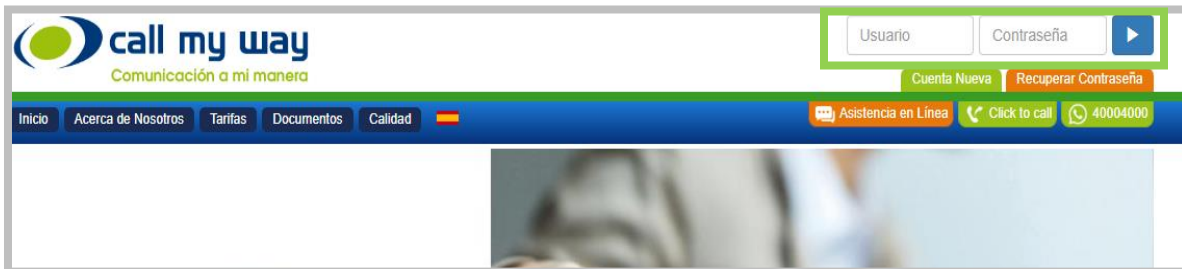 call my way
Comunicación a mi manera
Usuario Contraseña
Cuenta Nueva Recuperar Contraseña
Inicio Acerca de Nosotros Tarifas Documentos Calidad Asistencia en Línea Click to call 40004000